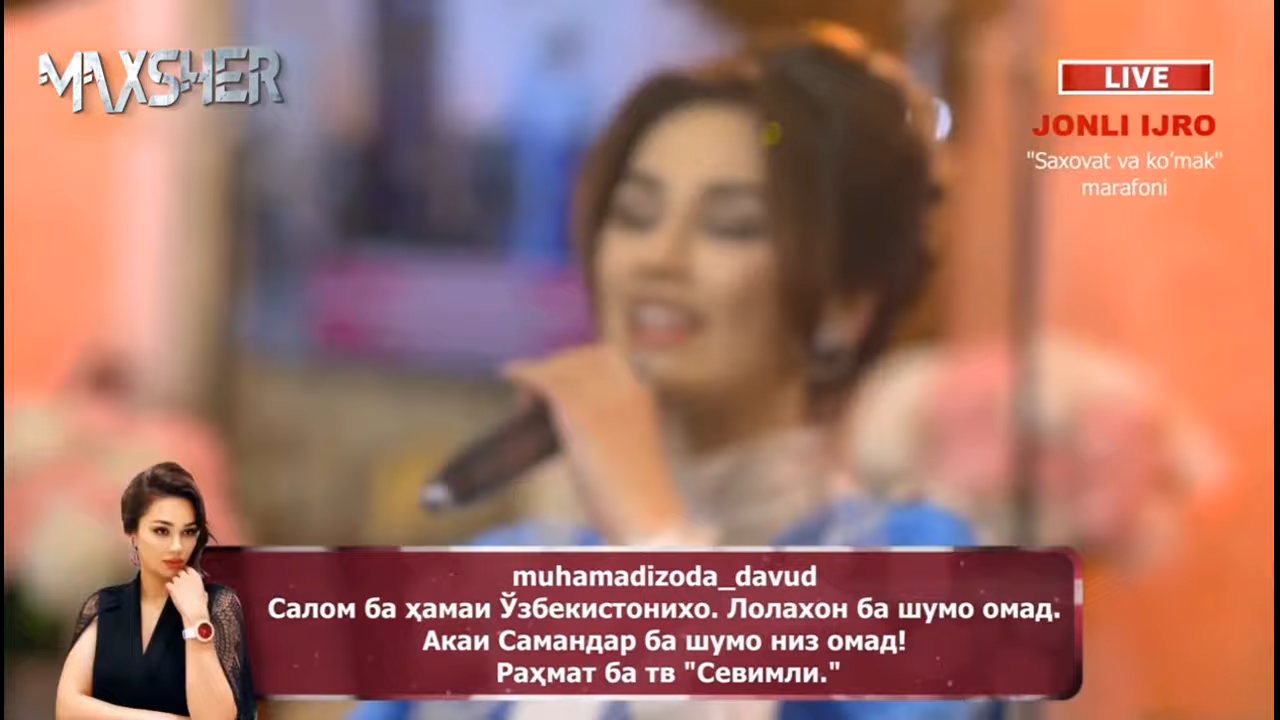 MAXSHER
LIVE
JONLI IJRO
"Saxovat va ko'mak"
marafoni
muhamadizoda_davud
Салом ба ҳамаи Ўзбекистонихо. Лолахон ба шумо омад.
Акаи Самандар ба шумо низ омад!
Раҳмат ба тв "Севимли."